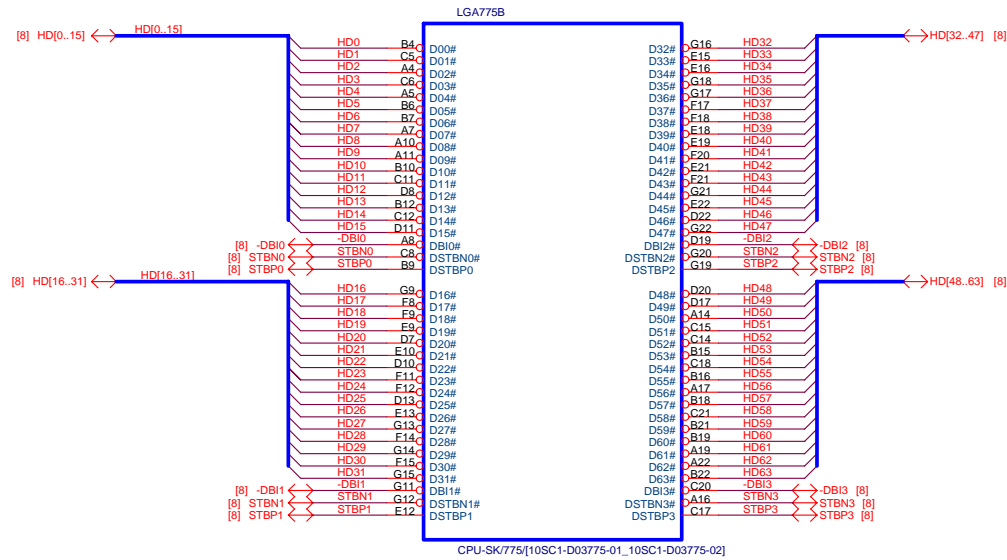 LGA775B
[8] HD[0..15] HD[0..15] HD[32..47] [8]
HD0 B4 D00# D32# G16 HD32
HD1 C5 D01# D33# E15 HD33
HD2 A4 D02# D34# E16 HD34
HD3 C6 D03# D35# G18 HD35
HD4 A5 D04# D36# G17 HD36
HD5 B6 D05# D37# F17 HD37
HD6 B7 D06# D38# F18 HD38
HD7 A7 D07# D39# E18 HD39
HD8 A10 D08# D40# E19 HD40
HD9 A11 D09# D41# F20 HD41
HD10 B10 D10# D42# E21 HD42
HD11 C11 D11# D43# F21 HD43
HD12 D8 D12# D44# G21 HD44
HD13 B12 D13# D45# E22 HD45
HD14 C12 D14# D46# D22 HD46
HD15 D11 D15# D47# G22 HD47
[8] -DBI0 -DBI0 A8 DBI0# DBI2# D19 -DBI2 -DBI2 [8]
[8] STBN0 STBN0 C8 DSTBN0# DSTBN2# G20 STBN2 STBN2 [8]
[8] STBP0 STBP0 B9 DSTBP0 DSTBP2 G19 STBP2 STBP2 [8]
[8] HD[16..31] HD[16..31] HD[48..63] [8]
HD16 G9 D16# D48# D20 HD48
HD17 F8 D17# D49# D17 HD49
HD18 F9 D18# D50# A14 HD50
HD19 E9 D19# D51# C15 HD51
HD20 D7 D20# D52# C14 HD52
HD21 E10 D21# D53# B15 HD53
HD22 D10 D22# D54# C18 HD54
HD23 F11 D23# D55# B16 HD55
HD24 F12 D24# D56# A17 HD56
HD25 D13 D25# D57# B18 HD57
HD26 E13 D26# D58# C21 HD58
HD27 G13 D27# D59# B21 HD59
HD28 F14 D28# D60# B19 HD60
HD29 G14 D29# D61# A19 HD61
HD30 F15 D30# D62# A22 HD62
HD31 G15 D31# D63# B22 HD63
[8] -DBI1 -DBI1 G11 DBI1# DBI3# C20 -DBI3 -DBI3 [8]
[8] STBN1 STBN1 G12 DSTBN1# DSTBN3# A16 STBN3 STBN3 [8]
[8] STBP1 STBP1 E12 DSTBP1 DSTBP3 C17 STBP3 STBP3 [8]
CPU-SK/775/[10SC1-D03775-01_10SC1-D03775-02]